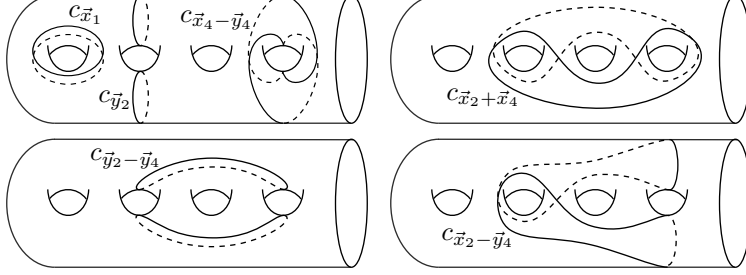 c_{\vec{x}_1}
c_{\vec{x}_4-\vec{y}_4}
c_{\vec{y}_2}
c_{\vec{x}_2+\vec{x}_4}
c_{\vec{y}_2-\vec{y}_4}
c_{\vec{x}_2-\vec{y}_4}